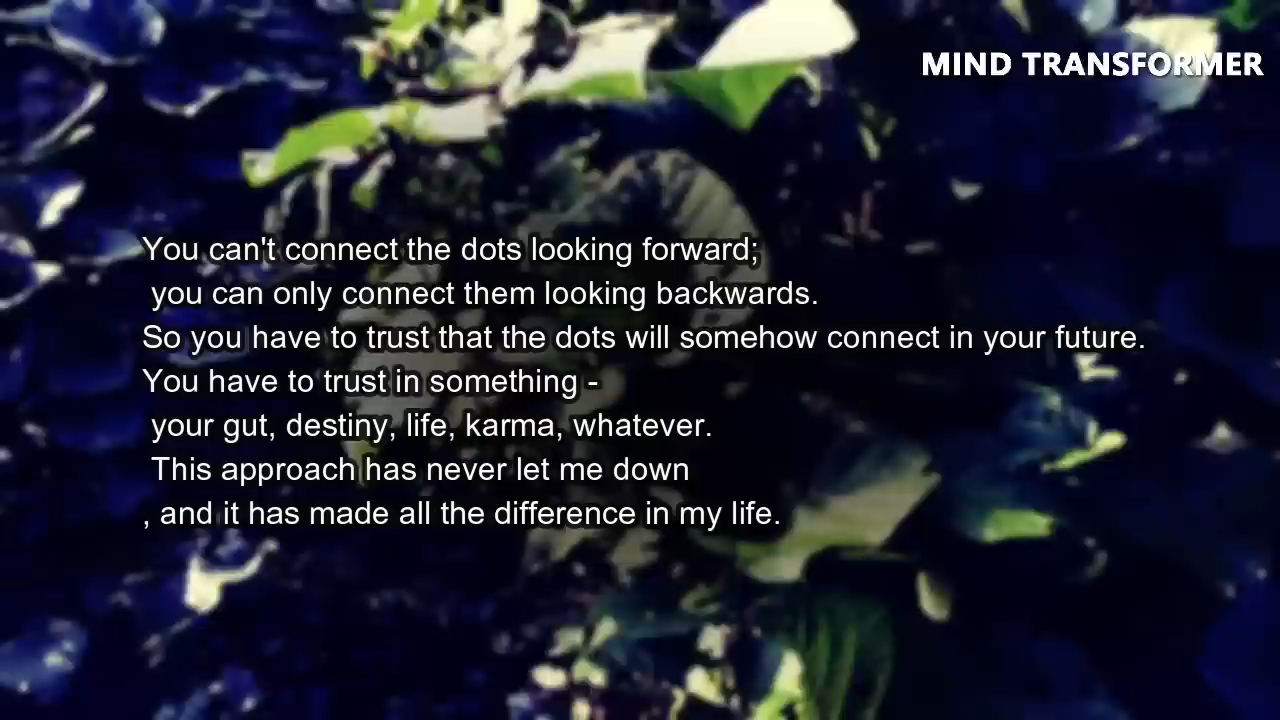 MIND TRANSFORMER
You can't connect the dots looking forward;
you can only connect them looking backwards.
So you have to trust that the dots will somehow connect in your future.
You have to trust in something -
your gut, destiny, life, karma, whatever.
This approach has never let me down
, and it has made all the difference in my life.